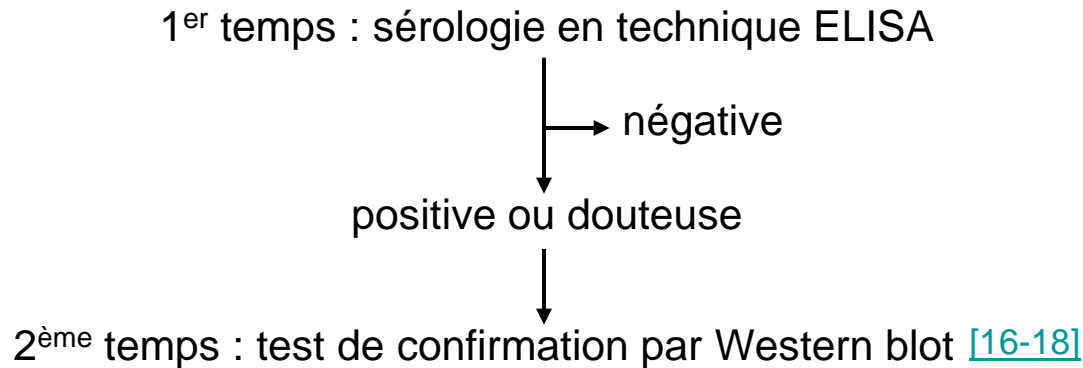 1er temps : sérologie en technique ELISA
négative
positive ou douteuse
2ème temps : test de confirmation par Western blot [16-18]